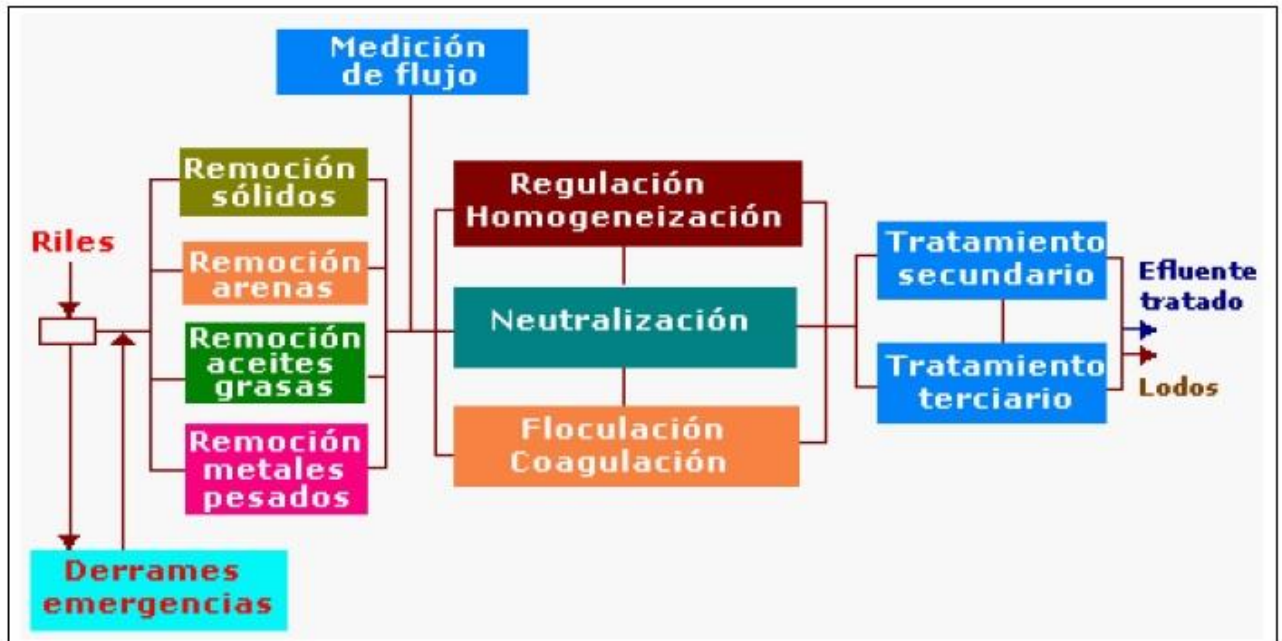 Medición
de flujo
Riles
Remoción
sólidos
Remoción
arenas
Remoción
aceites
grasas
Remoción
metales
pesados
Derrames
emergencias
Regulación
Homogeneización
Neutralización
Floculación
Coagulación
Tratamiento
secundario
Tratamiento
terciario
Efluente
tratado
Lodos